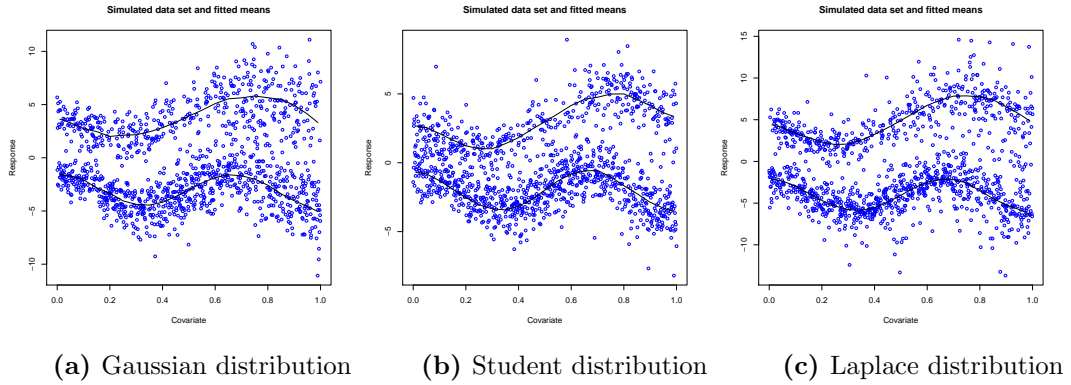 Simulated data set and fitted means
Response
10
5
0
−5
−10
0.0 0.2 0.4 0.6 0.8 1.0
Covariate
(a) Gaussian distribution
Simulated data set and fitted means
Response
5
0
−5
0.0 0.2 0.4 0.6 0.8 1.0
Covariate
(b) Student distribution
Simulated data set and fitted means
Response
15
10
5
0
−5
−10
0.0 0.2 0.4 0.6 0.8 1.0
Covariate
(c) Laplace distribution